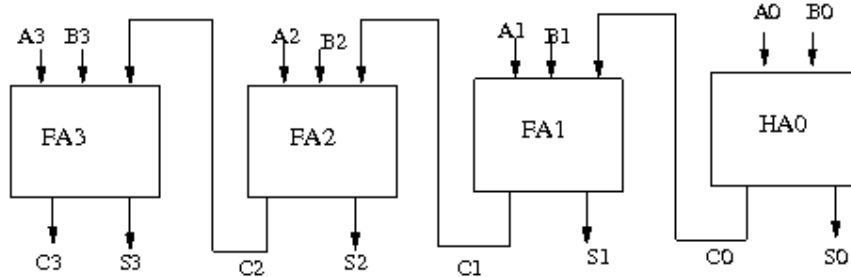 A3 B3 A2 B2 A1 B1 A0 B0
FA3 FA2 FA1 HA0
C3 S3 C2 S2 C1 S1 C0 S0